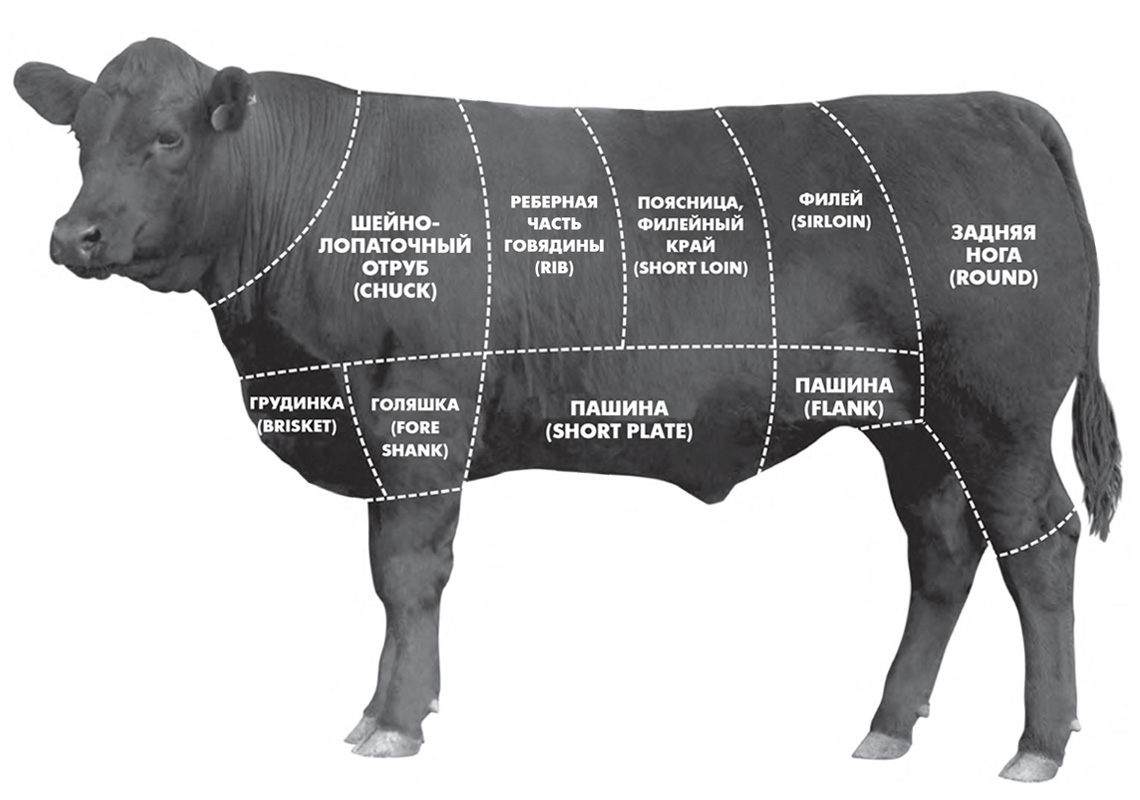 ШЕЙНО-
ЛОПАТОЧНЫЙ
ОТРУБ
(CHUCK)
РЕБЕРНАЯ
ЧАСТЬ
ГОВЯДИНЫ
(RIB)
ПОЯСНИЦА,
ФИЛЕЙНЫЙ
КРАЙ
(SHORT LOIN)
ФИЛЕЙ
(SIRLOIN)
ЗАДНЯЯ
НОГА
(ROUND)
ГРУДИНКА
(BRISKET)
ГОЛЯШКА
(FORE
SHANK)
ПАШИНА
(SHORT PLATE)
ПАШИНА
(FLANK)